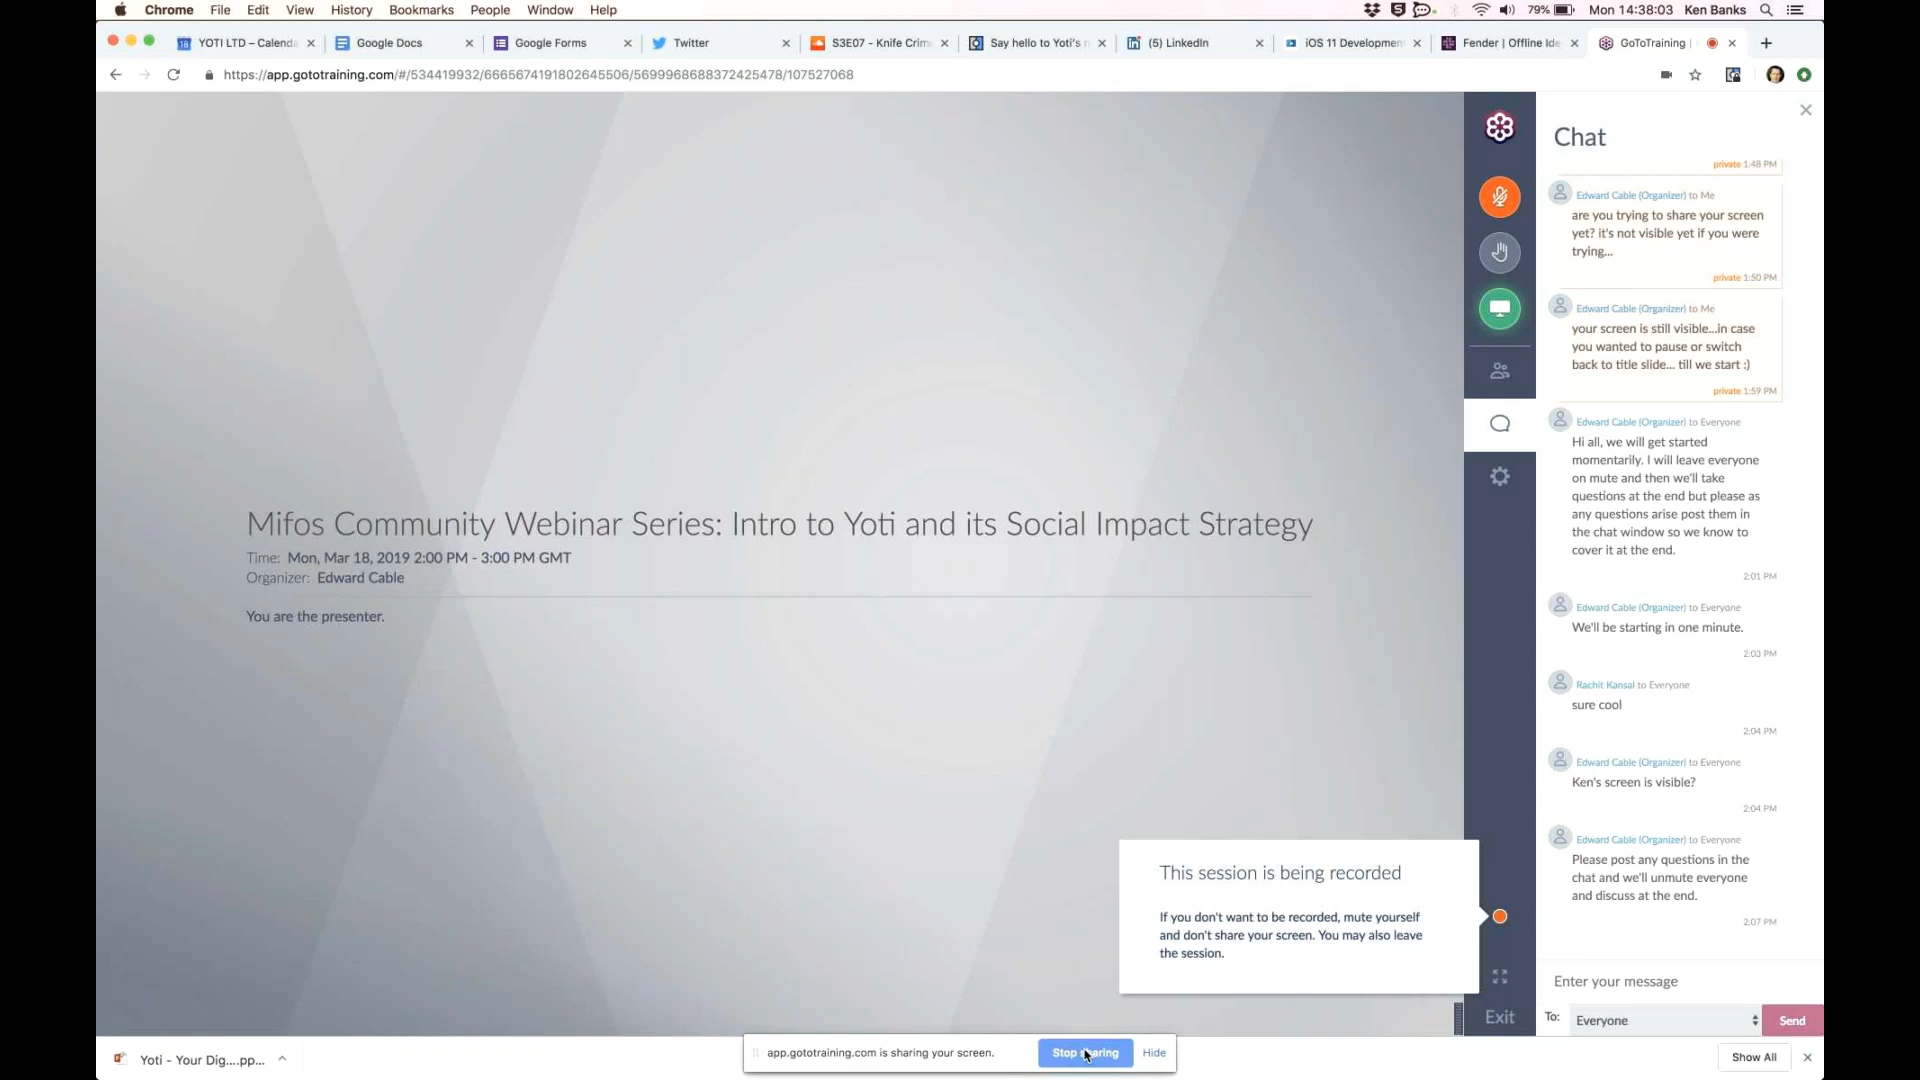 Chrome File Edit View History Bookmarks People Window Help 79% Mon 14:38:03 Ken Banks
18 YOTI LTD – Calenda Google Docs Google Forms Twitter S3E07 - Knife Crim Say hello to Yoti's n (5) LinkedIn iOS 11 Developmen Fender | Offline Ide GoToTraining |
https://app.gototraining.com/#/534419932/6665674191802645506/5699968688372425478/107527068
Mifos Community Webinar Series: Intro to Yoti and its Social Impact Strategy
Time: Mon, Mar 18, 2019 2:00 PM - 3:00 PM GMT
Organizer: Edward Cable
You are the presenter.
This session is being recorded
If you don't want to be recorded, mute yourself
and don't share your screen. You may also leave
the session.
Exit
Chat
private 1:48 PM
Edward Cable (Organizer) to Me
are you trying to share your screen
yet? it's not visible yet if you were
trying...
private 1:50 PM
Edward Cable (Organizer) to Me
your screen is still visible...in case
you wanted to pause or switch
back to title slide... till we start :)
private 1:59 PM
Edward Cable (Organizer) to Everyone
Hi all, we will get started
momentarily. I will leave everyone
on mute and then we'll take
questions at the end but please as
any questions arise post them in
the chat window so we know to
cover it at the end.
2:01 PM
Edward Cable (Organizer) to Everyone
We'll be starting in one minute.
2:03 PM
Rachit Kansal to Everyone
sure cool
2:04 PM
Edward Cable (Organizer) to Everyone
Ken's screen is visible?
2:04 PM
Edward Cable (Organizer) to Everyone
Please post any questions in the
chat and we'll unmute everyone
and discuss at the end.
2:07 PM
Enter your message
To: Everyone Send
Yoti - Your Dig....pp... app.gototraining.com is sharing your screen. Stop sharing Hide Show All